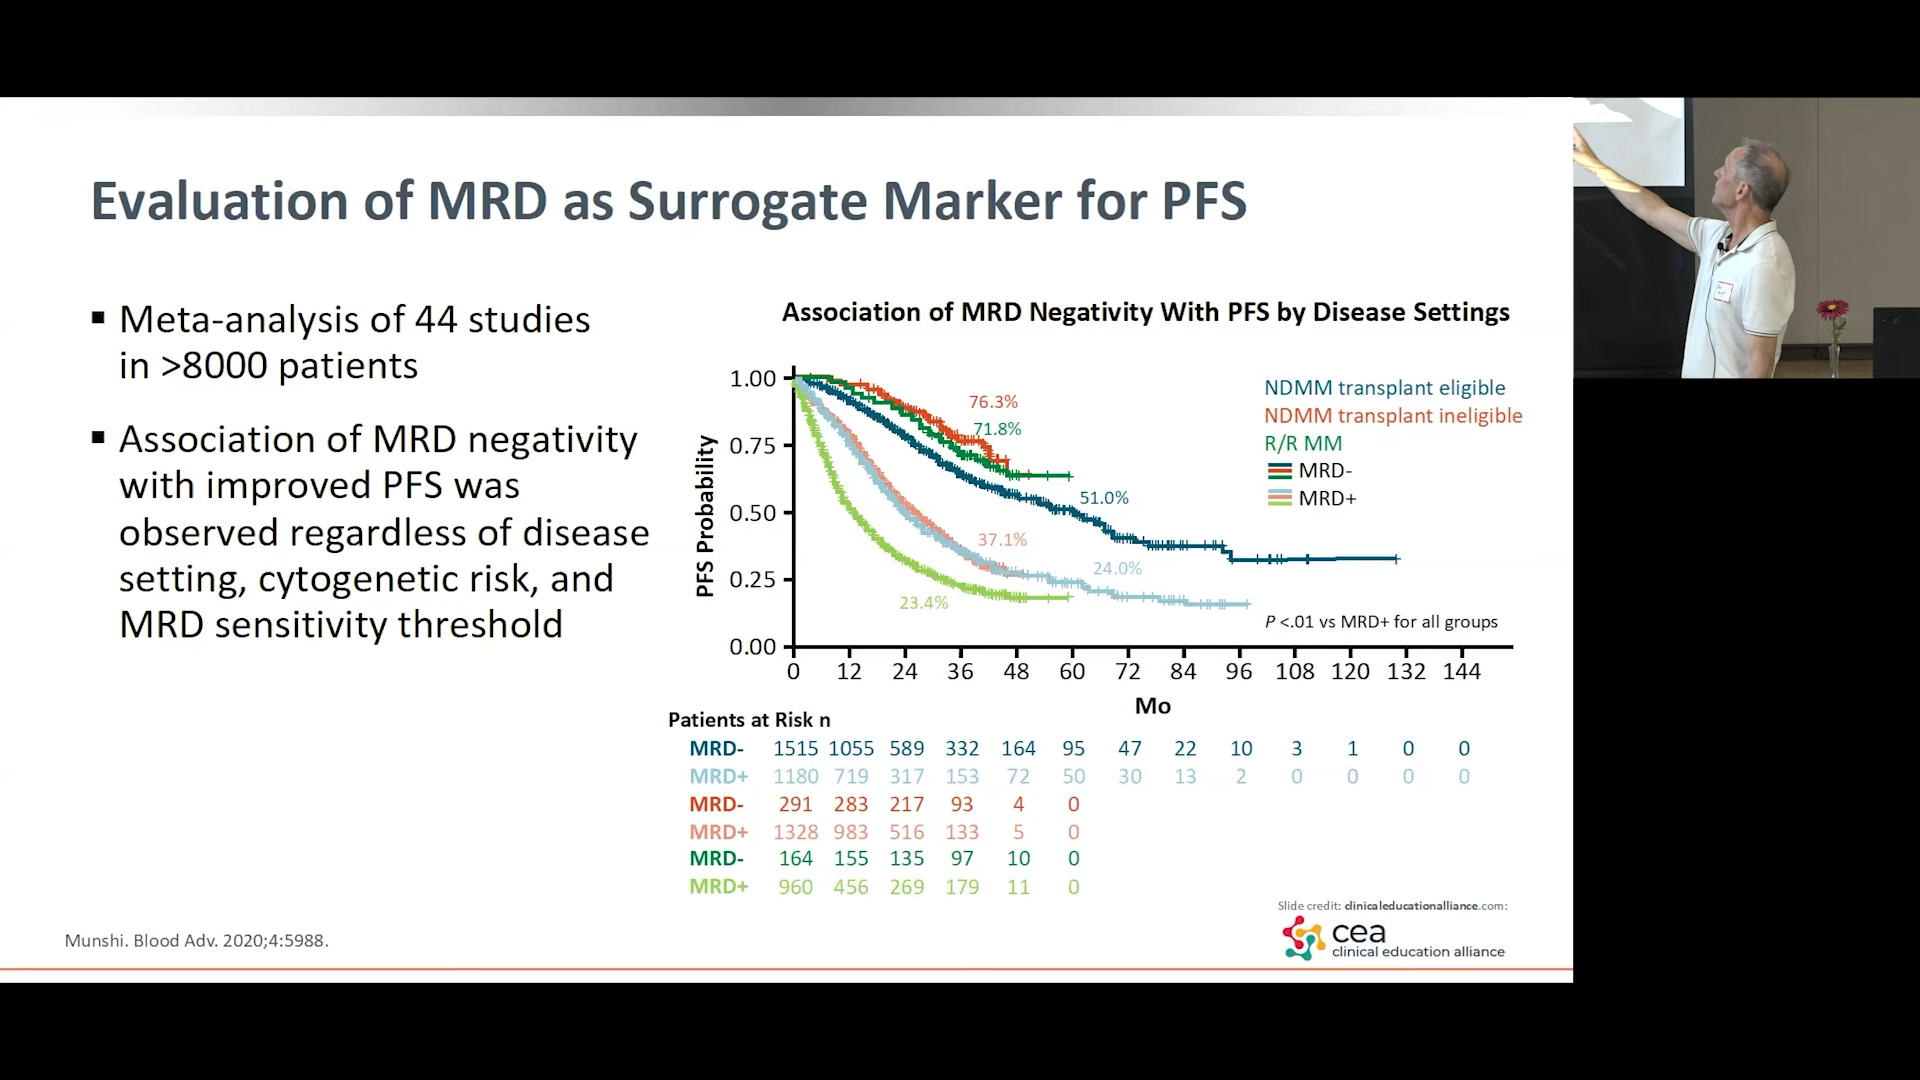 Evaluation of MRD as Surrogate Marker for PFS
▪ Meta-analysis of 44 studies
in >8000 patients
▪ Association of MRD negativity
with improved PFS was
observed regardless of disease
setting, cytogenetic risk, and
MRD sensitivity threshold
Association of MRD Negativity With PFS by Disease Settings
PFS Probability
1.00
0.75
0.50
0.25
0.00
76.3%
71.8%
51.0%
37.1%
24.0%
23.4%
NDMM transplant eligible
NDMM transplant ineligible
R/R MM
MRD-
MRD+
P <.01 vs MRD+ for all groups
0 12 24 36 48 60 72 84 96 108 120 132 144
Mo
Patients at Risk n
MRD- 1515 1055 589 332 164 95 47 22 10 3 1 0 0
MRD+ 1180 719 317 153 72 50 30 13 2 0 0 0 0
MRD- 291 283 217 93 4 0
MRD+ 1328 983 516 133 5 0
MRD- 164 155 135 97 10 0
MRD+ 960 456 269 179 11 0
Munshi. Blood Adv. 2020;4:5988.
Slide credit: clinicaleducationalliance.com:
cea
clinical education alliance